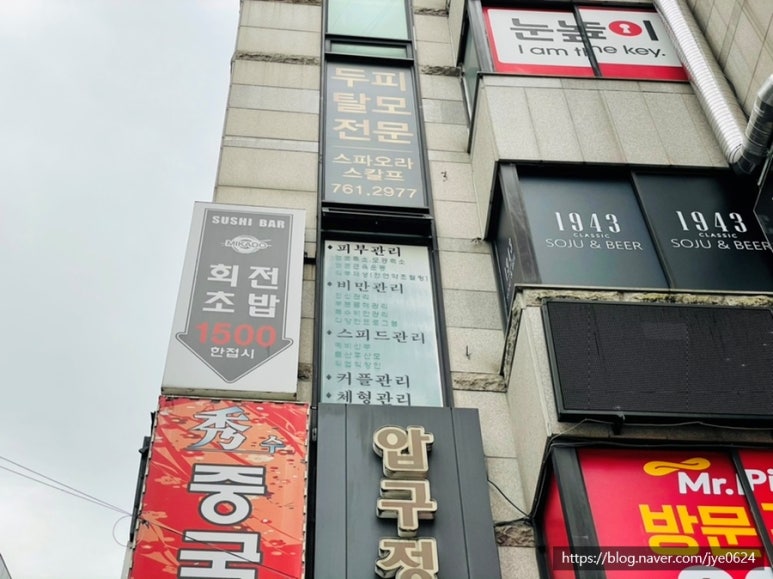 눈높이
I am the key.
두피
탈모
전문
스파오라
스칼프
761.2977
SUSHI BAR
MIKADO
회전
초밥
1500
한접시
1943
CLASSIC
SOJU & BEER
1943
CLASSIC
SOJU & BEER
피부관리
비만관리
스피드관리
커플관리
체형관리
秀 수
중국
압구정
Mr.Pi
방문
https://blog.naver.com/jye0624